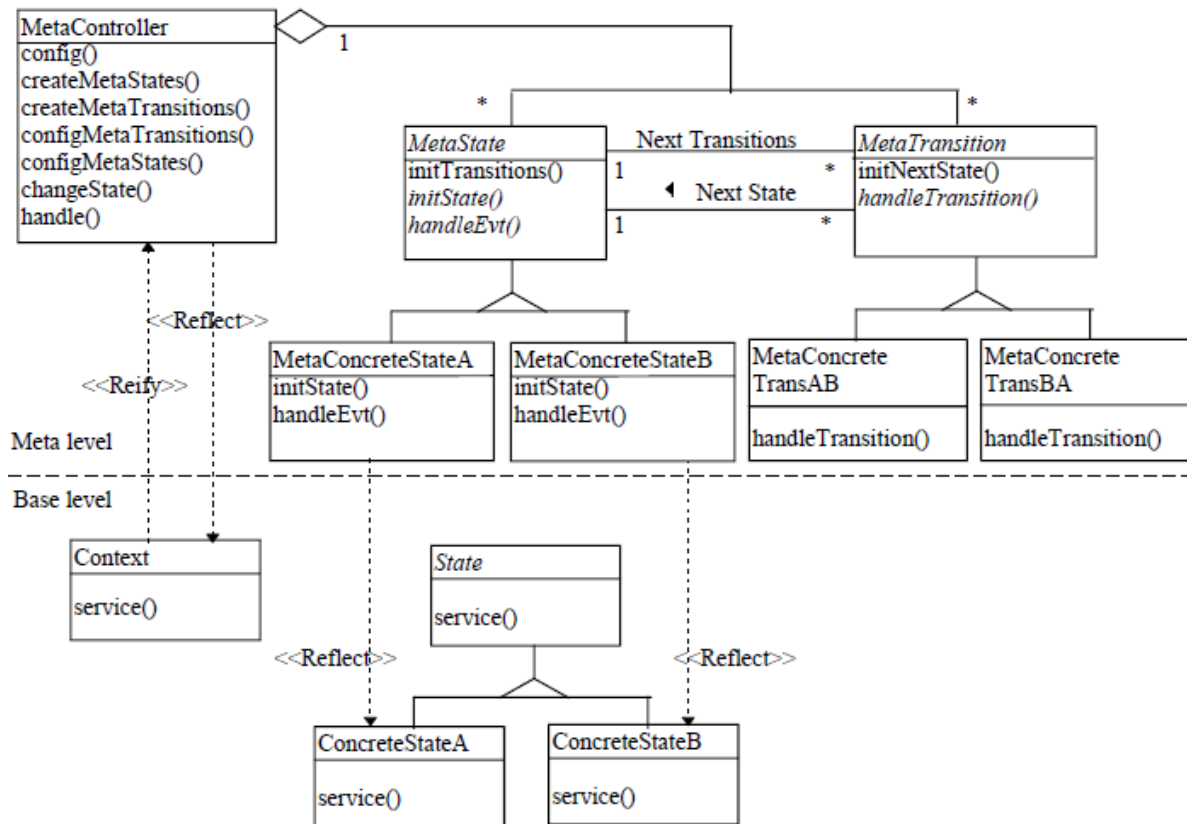 MetaController
config()
createMetaStates()
createMetaTransitions()
configMetaTransitions()
configMetaStates()
changeState()
handle()
1
*
*
MetaState
initTransitions()
initState()
handleEvt()
Next Transitions
1
*
Next State
1
*
MetaTransition
initNextState()
handleTransition()
<<Reflect>>
<<Reify>>
MetaConcreteStateA
initState()
handleEvt()
MetaConcreteStateB
initState()
handleEvt()
MetaConcrete
TransAB
handleTransition()
MetaConcrete
TransBA
handleTransition()
Meta level
Base level
Context
service()
State
service()
<<Reflect>>
<<Reflect>>
ConcreteStateA
service()
ConcreteStateB
service()